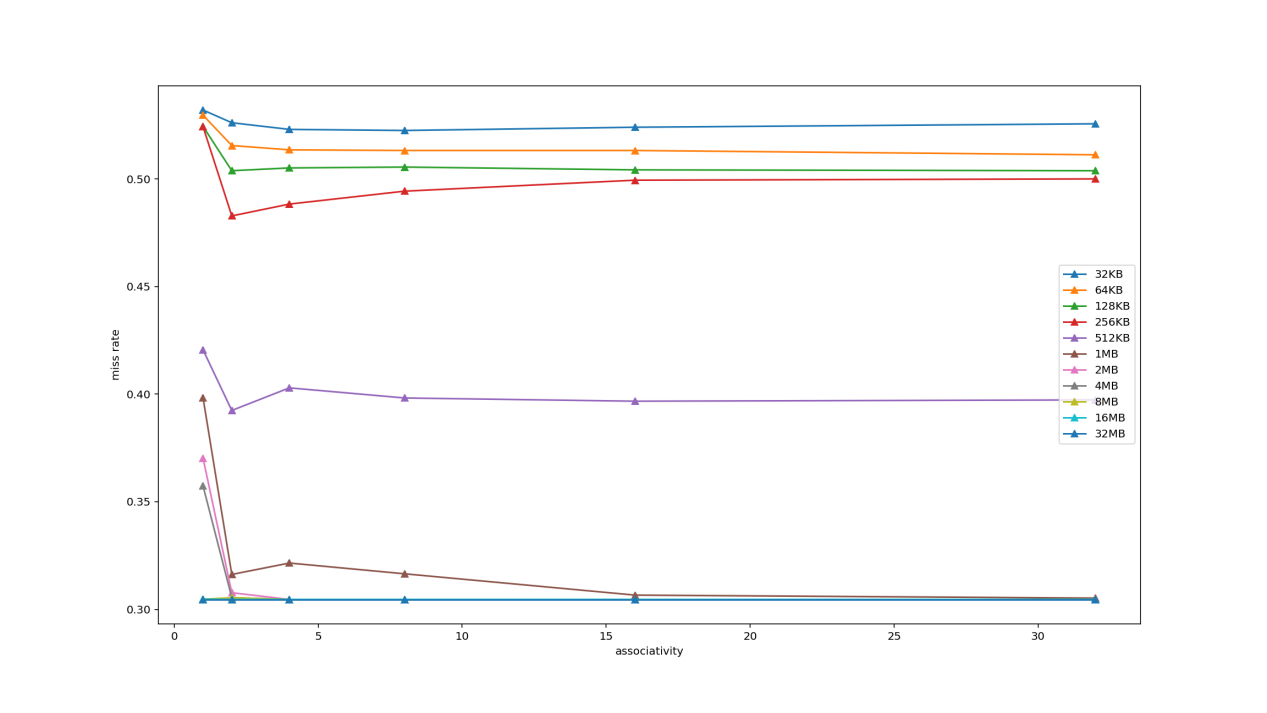 0.50
0.45
0.40
0.35
0.30
miss rate
0 5 10 15 20 25 30
associativity
32KB
64KB
128KB
256KB
512KB
1MB
2MB
4MB
8MB
16MB
32MB